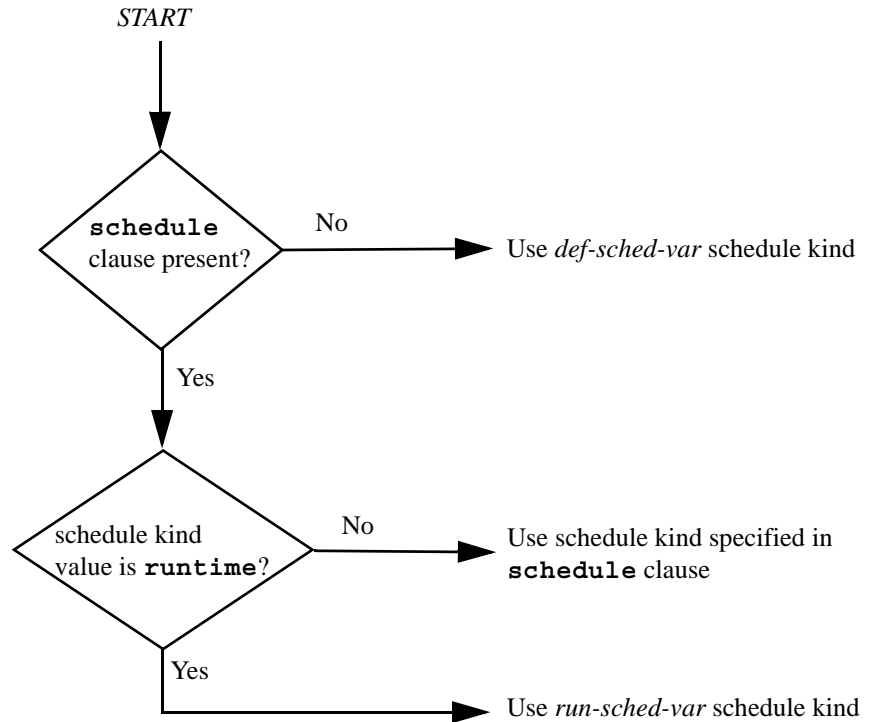 START
schedule
clause present?
No
Use def-sched-var schedule kind
Yes
schedule kind
value is runtime?
No
Use schedule kind specified in
schedule clause
Yes
Use run-sched-var schedule kind